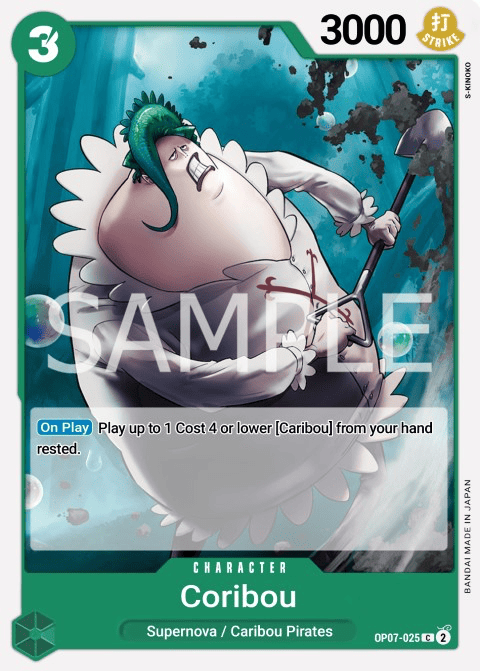 3
3000
打
STRIKE
S-KINOKO
SAMPLE
On Play Play up to 1 Cost 4 or lower [Caribou] from your hand
rested.
BANDAI MADE IN JAPAN
CHARACTER
Coribou
Supernova / Caribou Pirates
OP07-025 C 2